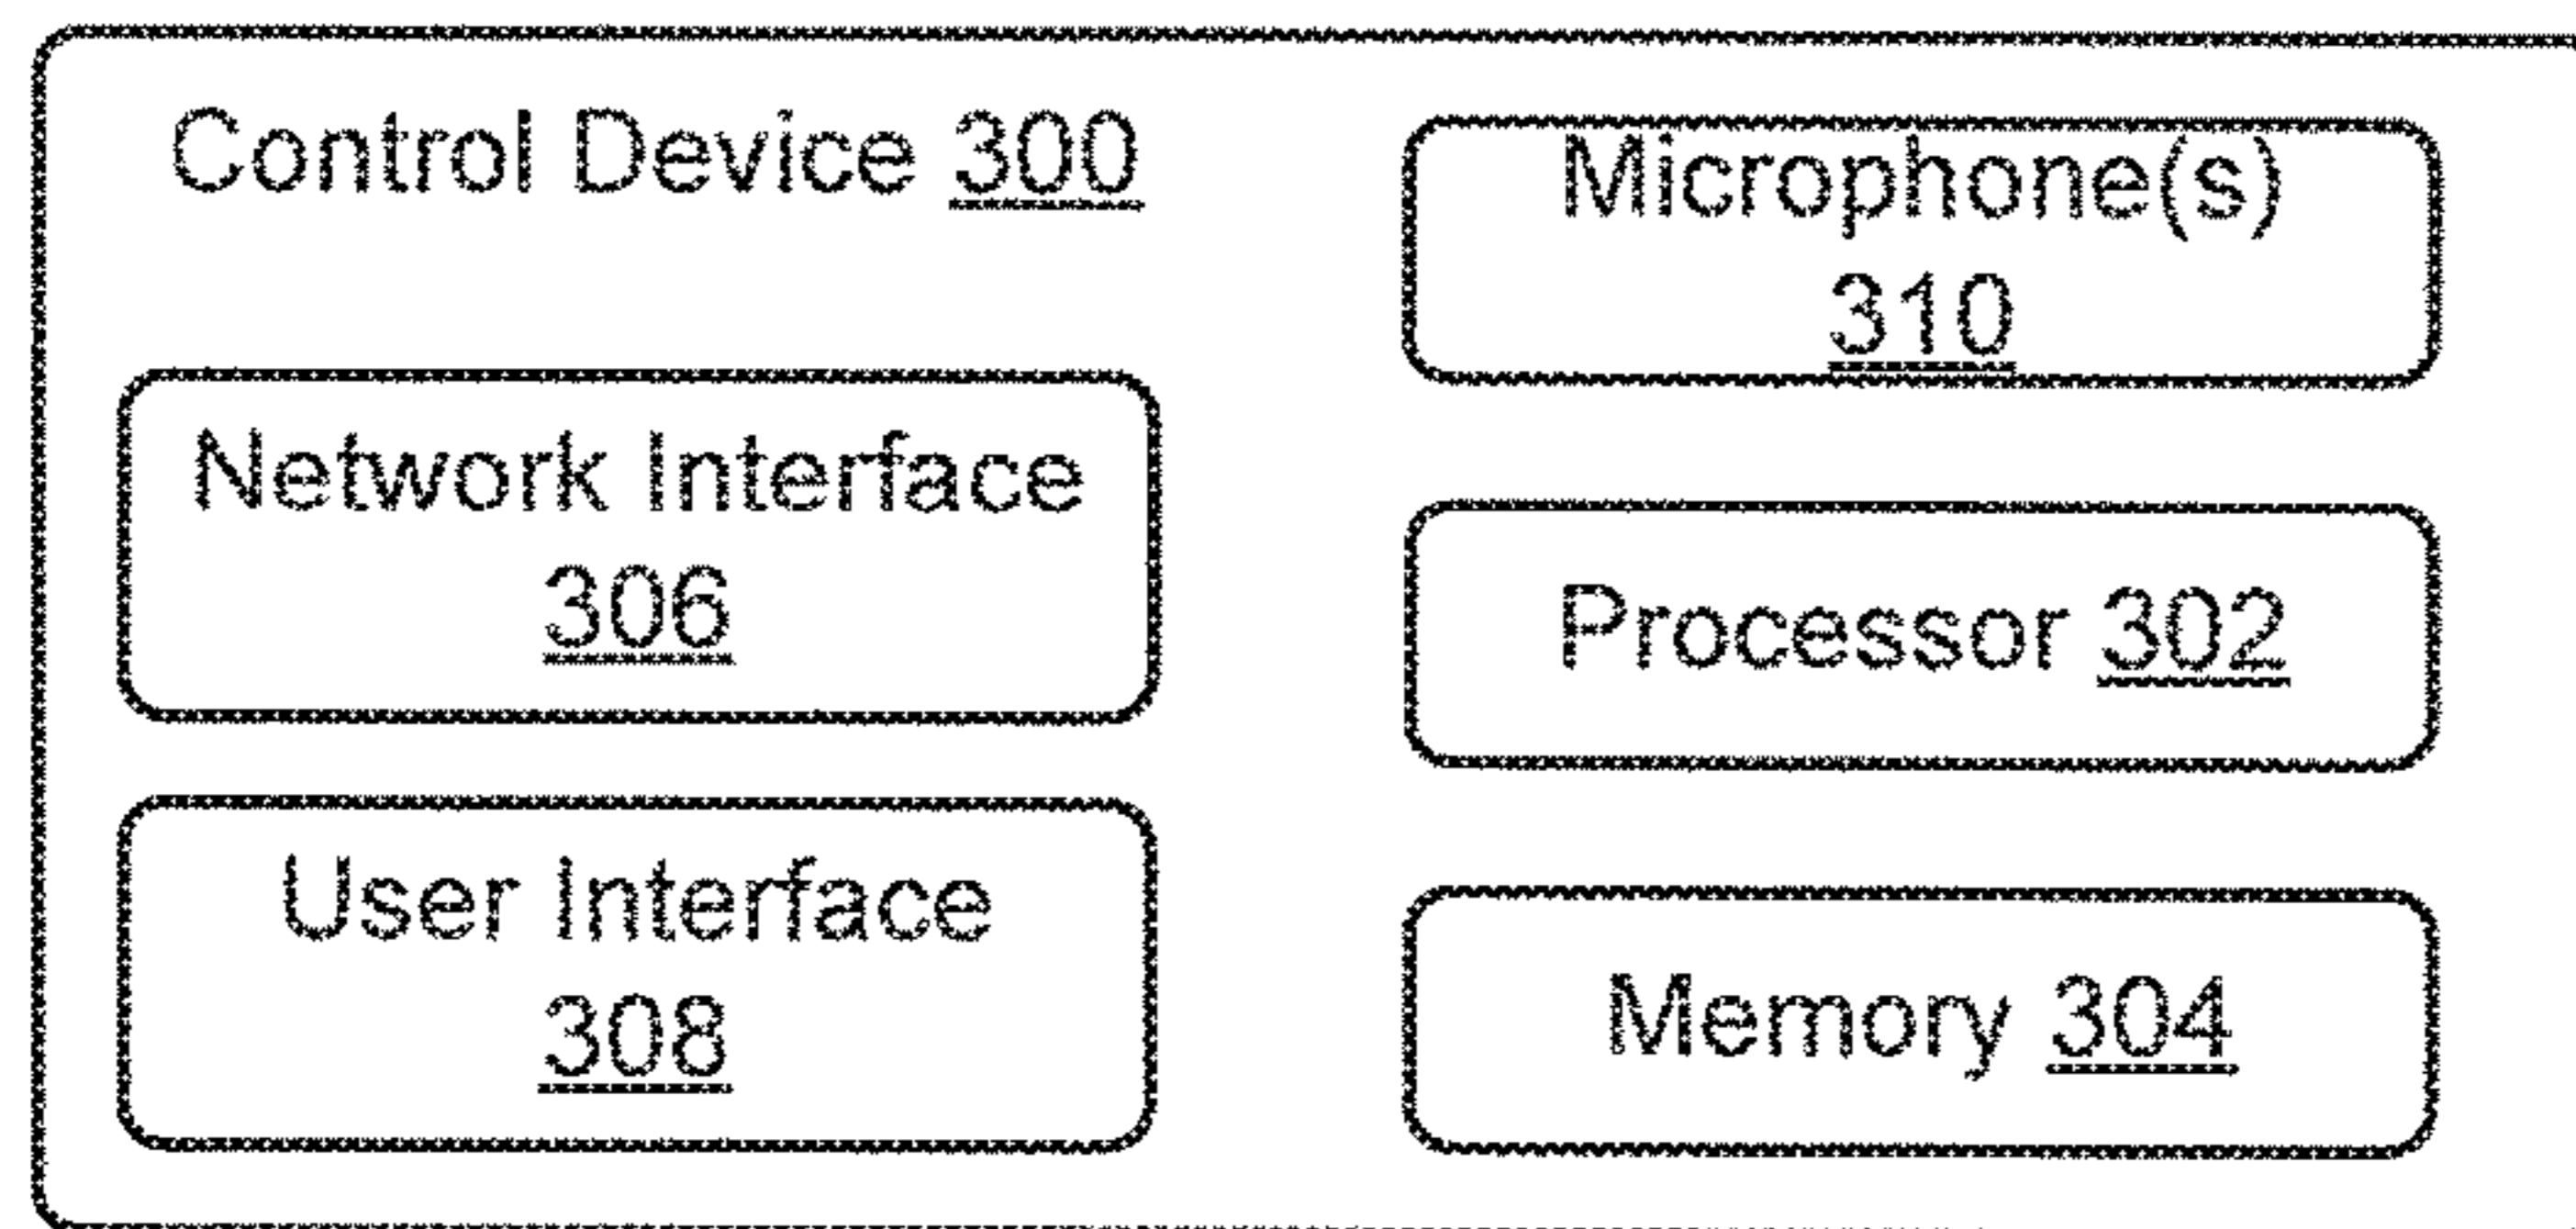 Control Device 300
Network Interface
306
User Interface
308
Microphone(s)
310
Processor 302
Memory 304